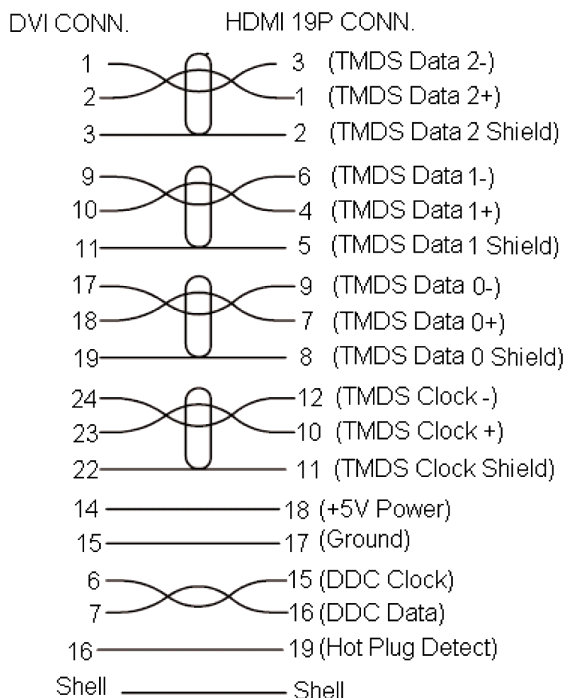 DVI CONN. HDMI 19P CONN.
1 3 (TMDS Data 2-)
2 1 (TMDS Data 2+)
3 2 (TMDS Data 2 Shield)
9 6 (TMDS Data 1-)
10 4 (TMDS Data 1+)
11 5 (TMDS Data 1 Shield)
17 9 (TMDS Data 0-)
18 7 (TMDS Data 0+)
19 8 (TMDS Data 0 Shield)
24 12 (TMDS Clock -)
23 10 (TMDS Clock +)
22 11 (TMDS Clock Shield)
14 18 (+5V Power)
15 17 (Ground)
6 15 (DDC Clock)
7 16 (DDC Data)
16 19 (Hot Plug Detect)
Shell Shell